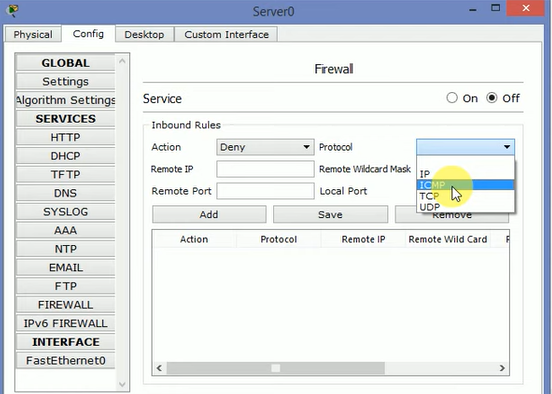 Server0
Physical Config Desktop Custom Interface
GLOBAL
Settings
Algorithm Settings
SERVICES
HTTP
DHCP
TFTP
DNS
SYSLOG
AAA
NTP
EMAIL
FTP
FIREWALL
IPv6 FIREWALL
INTERFACE
FastEthernet0
Firewall
Service On Off
Inbound Rules
Action Deny Protocol
Remote IP Remote Wildcard Mask
Remote Port Local Port
IP
ICMP
TCP
UDP
Add Save Remove
Action Protocol Remote IP Remote Wild Card